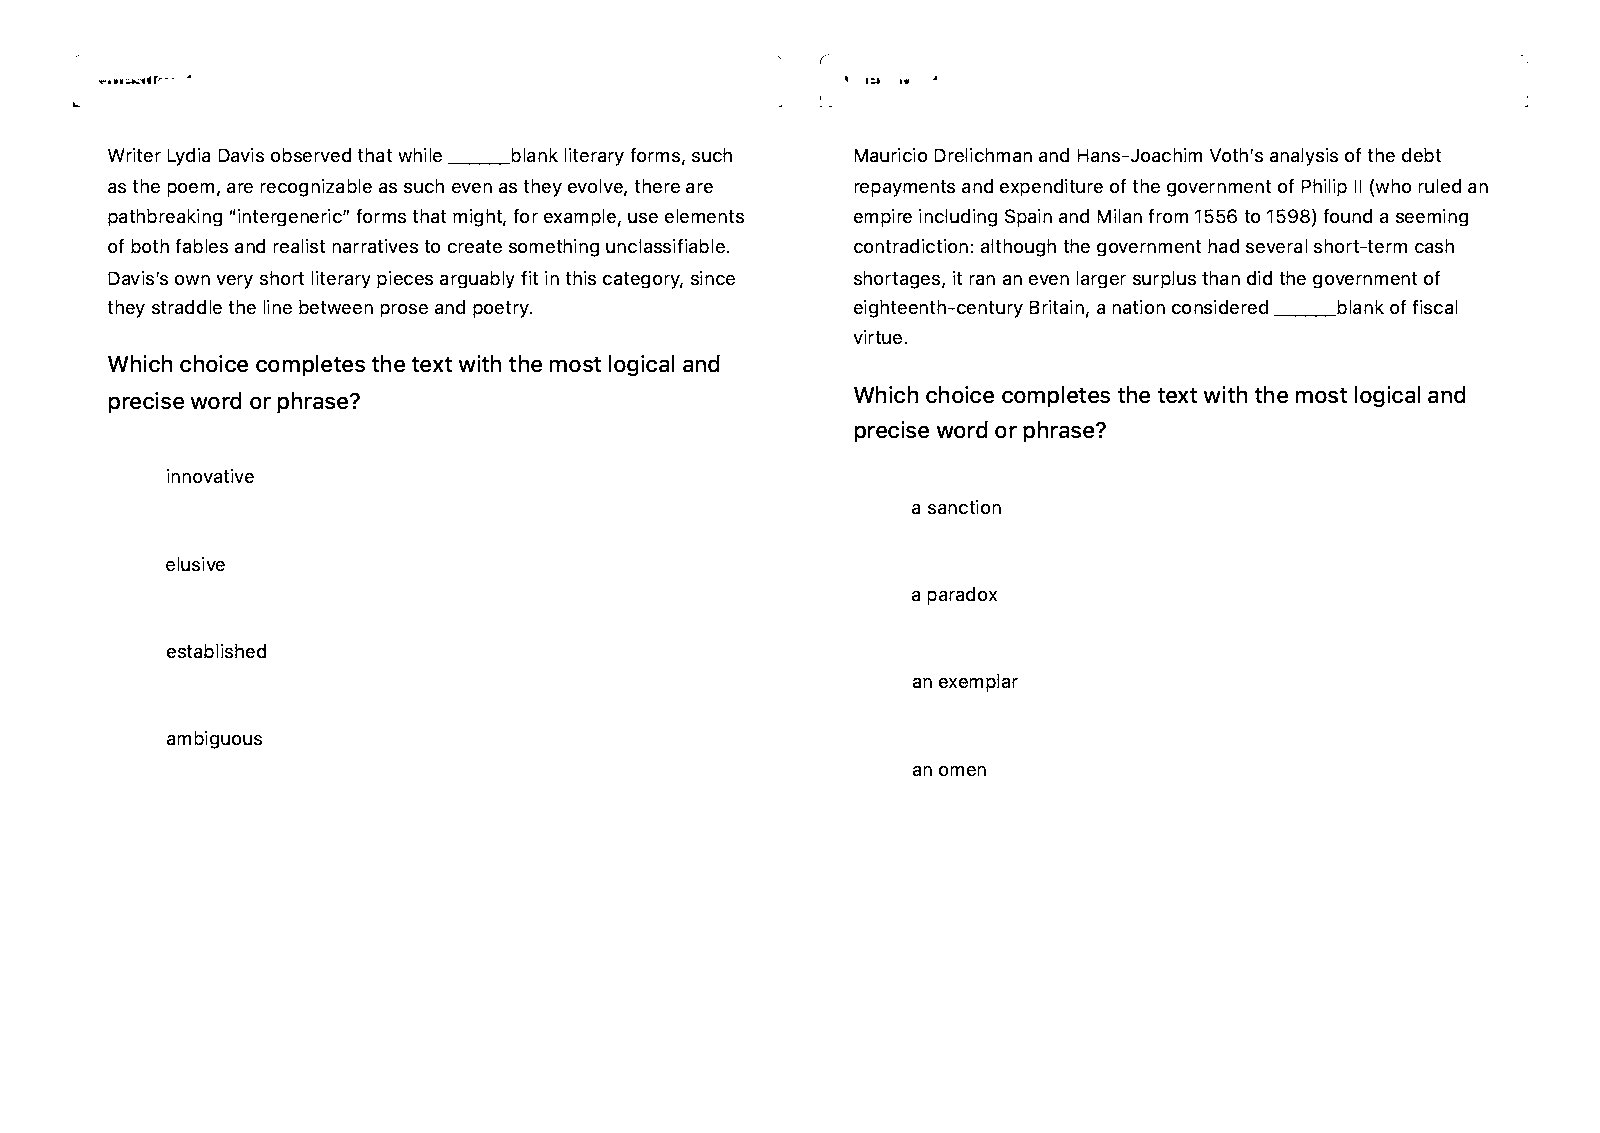 Writer Lydia Davis observed that while ______blank literary forms, such
as the poem, are recognizable as such even as they evolve, there are
pathbreaking “intergeneric” forms that might, for example, use elements
of both fables and realist narratives to create something unclassifiable.
Davis’s own very short literary pieces arguably fit in this category, since
they straddle the line between prose and poetry.
Which choice completes the text with the most logical and
precise word or phrase?
innovative
elusive
established
ambiguous
Mauricio Drelichman and Hans-Joachim Voth’s analysis of the debt
repayments and expenditure of the government of Philip II (who ruled an
empire including Spain and Milan from 1556 to 1598) found a seeming
contradiction: although the government had several short-term cash
shortages, it ran an even larger surplus than did the government of
eighteenth-century Britain, a nation considered ______blank of fiscal
virtue.
Which choice completes the text with the most logical and
precise word or phrase?
a sanction
a paradox
an exemplar
an omen